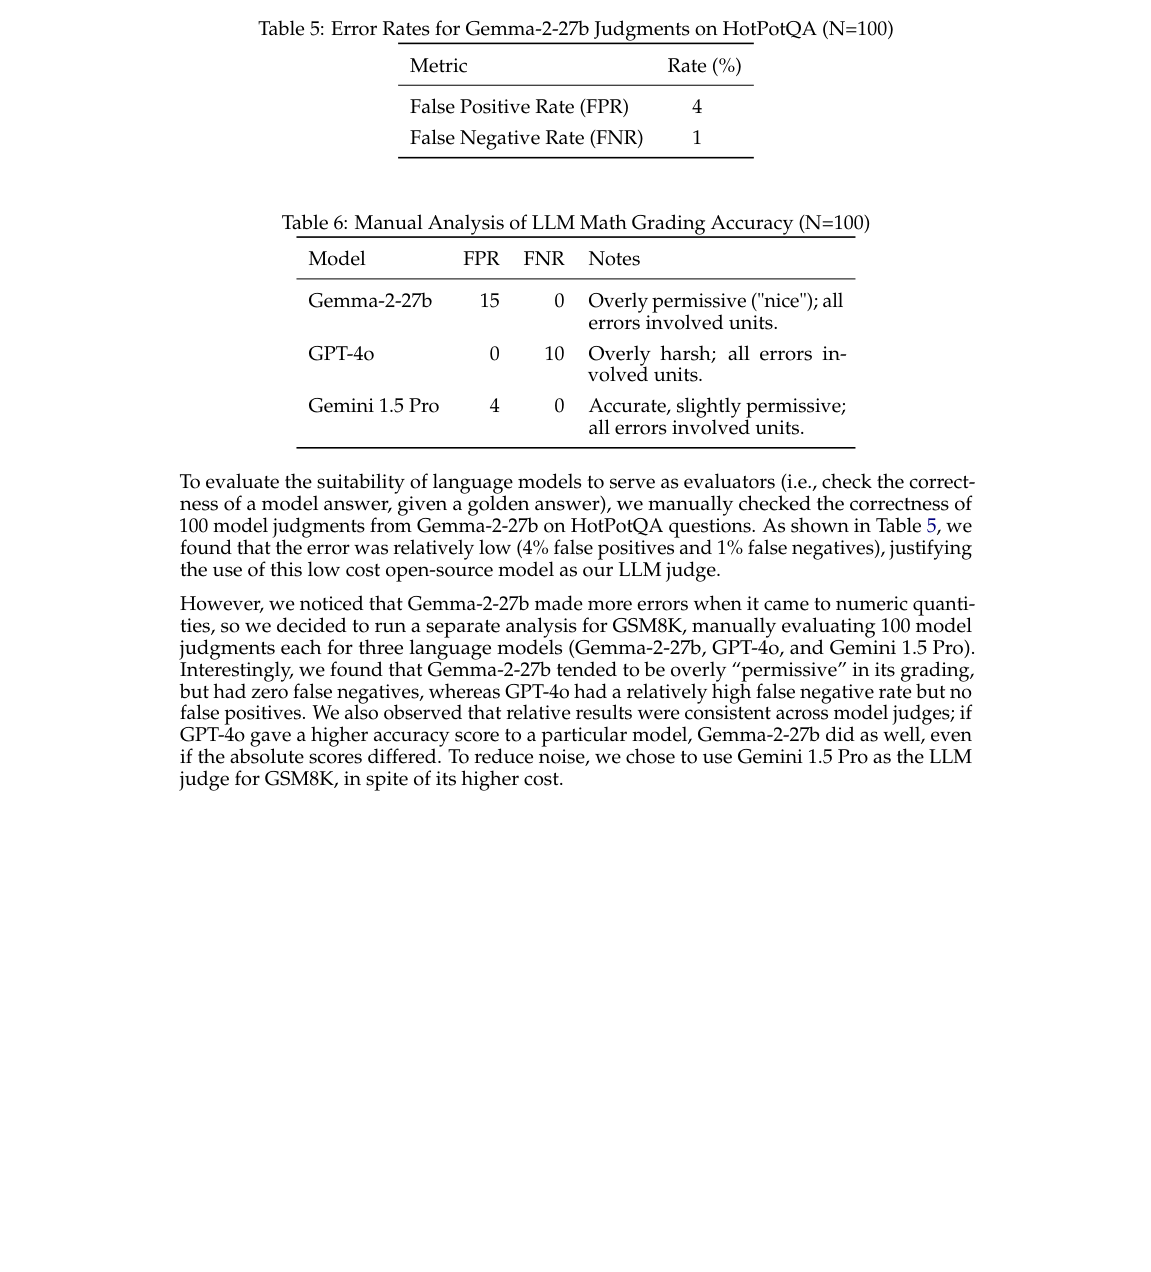 Table 5: Error Rates for Gemma-2-27b Judgments on HotPotQA (N=100)
Metric Rate (%)
False Positive Rate (FPR) 4
False Negative Rate (FNR) 1
Table 6: Manual Analysis of LLM Math Grading Accuracy (N=100)
Model FPR FNR Notes
Gemma-2-27b 15 0 Overly permissive ("nice"); all
errors involved units.
GPT-4o 0 10 Overly harsh; all errors in-
volved units.
Gemini 1.5 Pro 4 0 Accurate, slightly permissive;
all errors involved units.
To evaluate the suitability of language models to serve as evaluators (i.e., check the correct-
ness of a model answer, given a golden answer), we manually checked the correctness of
100 model judgments from Gemma-2-27b on HotPotQA questions. As shown in Table 5, we
found that the error was relatively low (4% false positives and 1% false negatives), justifying
the use of this low cost open-source model as our LLM judge.
However, we noticed that Gemma-2-27b made more errors when it came to numeric quanti-
ties, so we decided to run a separate analysis for GSM8K, manually evaluating 100 model
judgments each for three language models (Gemma-2-27b, GPT-4o, and Gemini 1.5 Pro).
Interestingly, we found that Gemma-2-27b tended to be overly “permissive” in its grading,
but had zero false negatives, whereas GPT-4o had a relatively high false negative rate but no
false positives. We also observed that relative results were consistent across model judges; if
GPT-4o gave a higher accuracy score to a particular model, Gemma-2-27b did as well, even
if the absolute scores differed. To reduce noise, we chose to use Gemini 1.5 Pro as the LLM
judge for GSM8K, in spite of its higher cost.